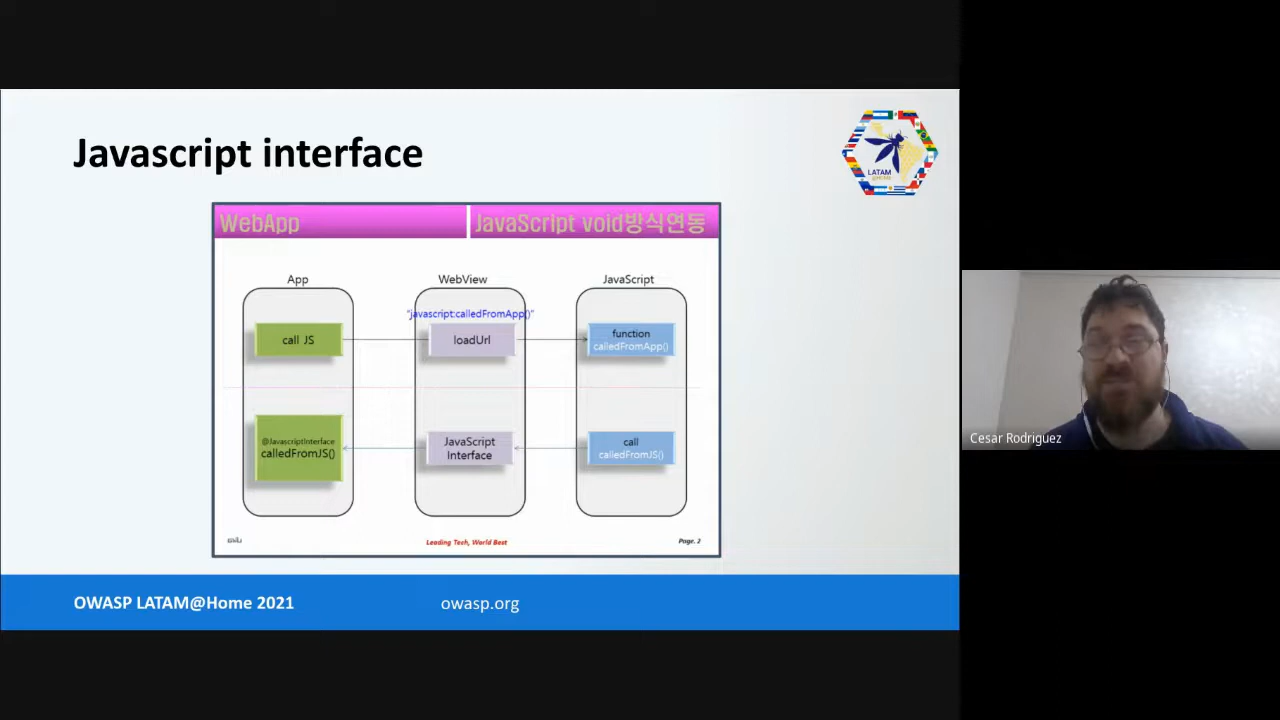 Javascript interface
LATAM
@HOME
WebApp
JavaScript void방식연동
App
WebView
JavaScript
"javascript:calledFromApp()"
call JS
loadUrl
function
calledFromApp()
@JavascriptInterface
calledFromJS()
JavaScript
Interface
call
calledFromJS()
Leading Tech, World Best
Page. 2
OWASP LATAM@Home 2021
owasp.org
Cesar Rodriguez